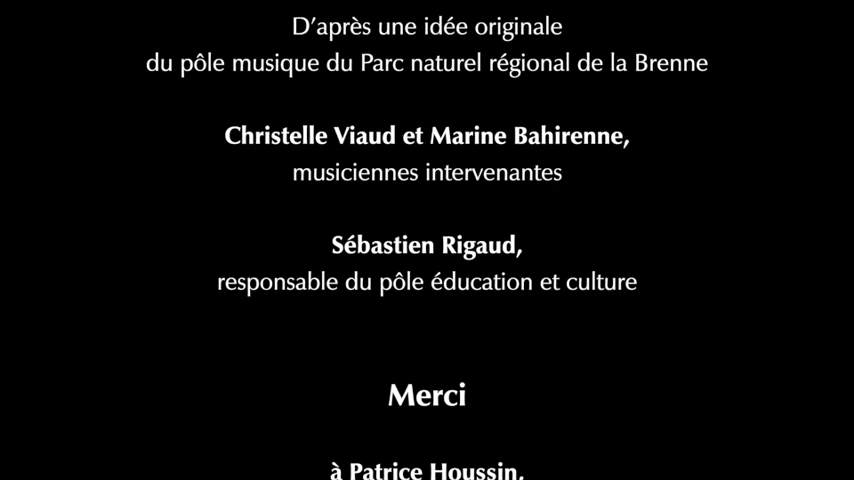 D’après une idée originale
du pôle musique du Parc naturel régional de la Brenne
Christelle Viaud et Marine Bahirenne,
musiciennes intervenantes
Sébastien Rigaud,
responsable du pôle éducation et culture
Merci
à Patrice Houssin,